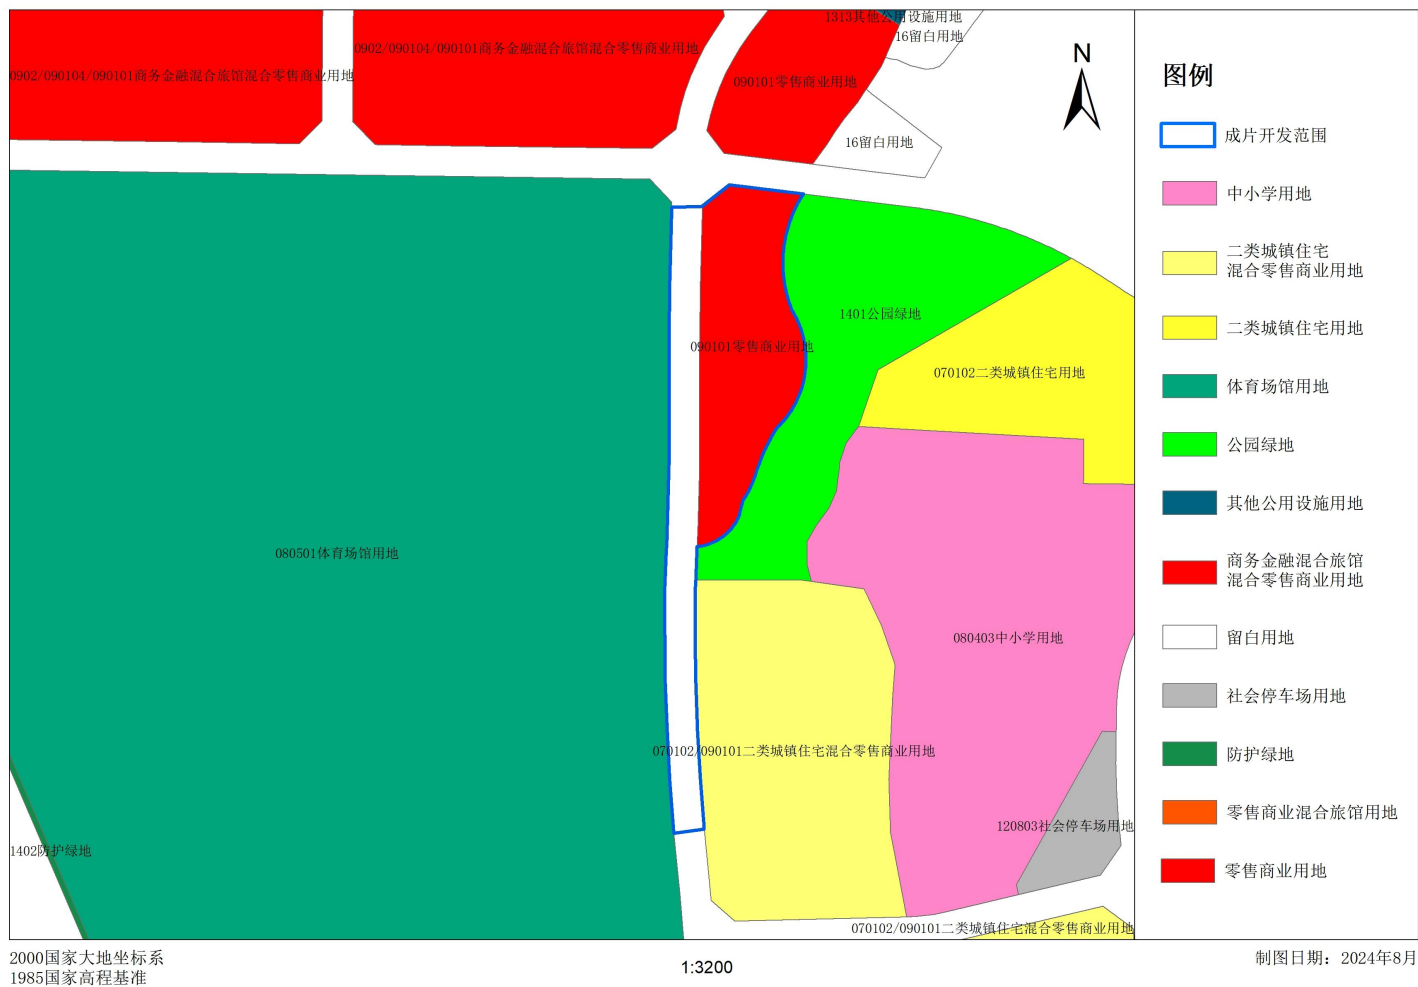 1313其他公用设施用地
16留白用地
0902/090104/090101商务金融混合旅馆混合零售商业用地
0902/090104/090101商务金融混合旅馆混合零售商业用地
090101零售商业用地
16留白用地
1401公园绿地
090101零售商业用地
070102二类城镇住宅用地
080501体育场馆用地
080403中小学用地
070102/090101二类城镇住宅混合零售商业用地
120803社会停车场用地
1402防护绿地
070102/090101二类城镇住宅混合零售商业用地
N
图例
成片开发范围
中小学用地
二类城镇住宅
混合零售商业用地
二类城镇住宅用地
体育场馆用地
公园绿地
其他公用设施用地
商务金融混合旅馆
混合零售商业用地
留白用地
社会停车场用地
防护绿地
零售商业混合旅馆用地
零售商业用地
2000国家大地坐标系
1985国家高程基准
1:3200
制图日期：2024年8月